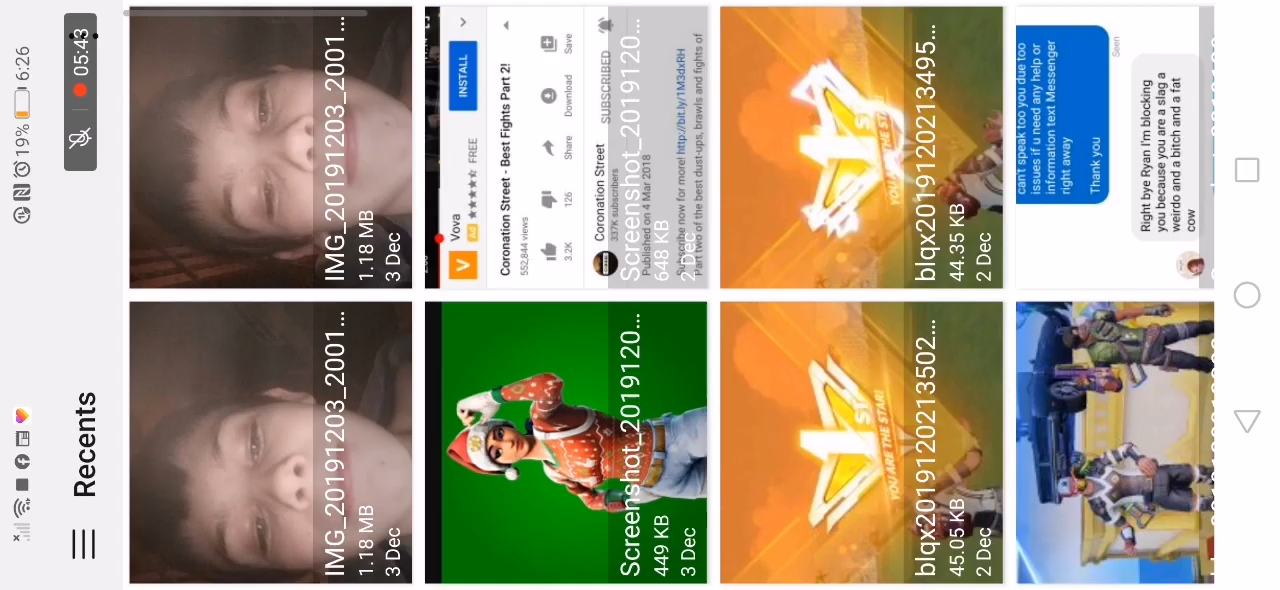 19% 6:26
05:43
Recents
IMG_20191203_2001...
1.18 MB
3 Dec
IMG_20191203_2001...
1.18 MB
3 Dec
Screenshot_2019120...
449 KB
3 Dec
Vova
Ad ★★★★★ FREE
INSTALL
Coronation Street - Best Fights Part 2!
552,844 views
3.2K
126
Share
Download
Save
Coronation Street
337K subscribers
SUBSCRIBED
Published on 4 Mar 2018
Subscribe now for more! http://bit.ly/1M3dxRH
Part two of the best dust-ups, brawls and fights of
Screenshot_2019120...
648 KB
2 Dec
1
ST
YOU ARE THE STAR!
blqx20191202213502...
45.05 KB
2 Dec
1
ST
blqx20191202213495...
44.35 KB
2 Dec
can't speak too you due too
issues if u need any help or
information text Messenger
right away
Thank you
Seen
Right bye Ryan I'm blocking
you because you are a slag a
weirdo and a bitch and a fat
cow